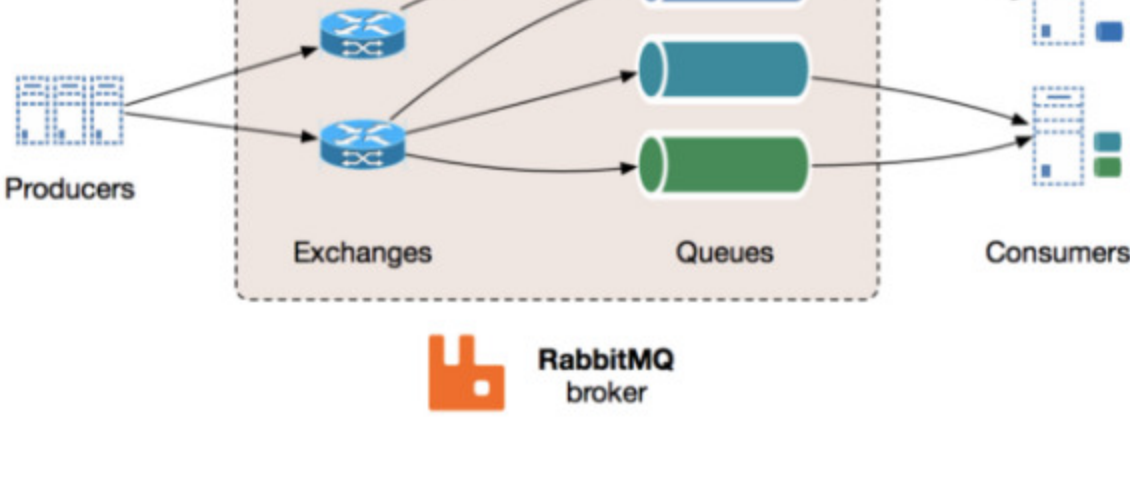 Producers
Exchanges
Queues
Consumers
RabbitMQ
broker